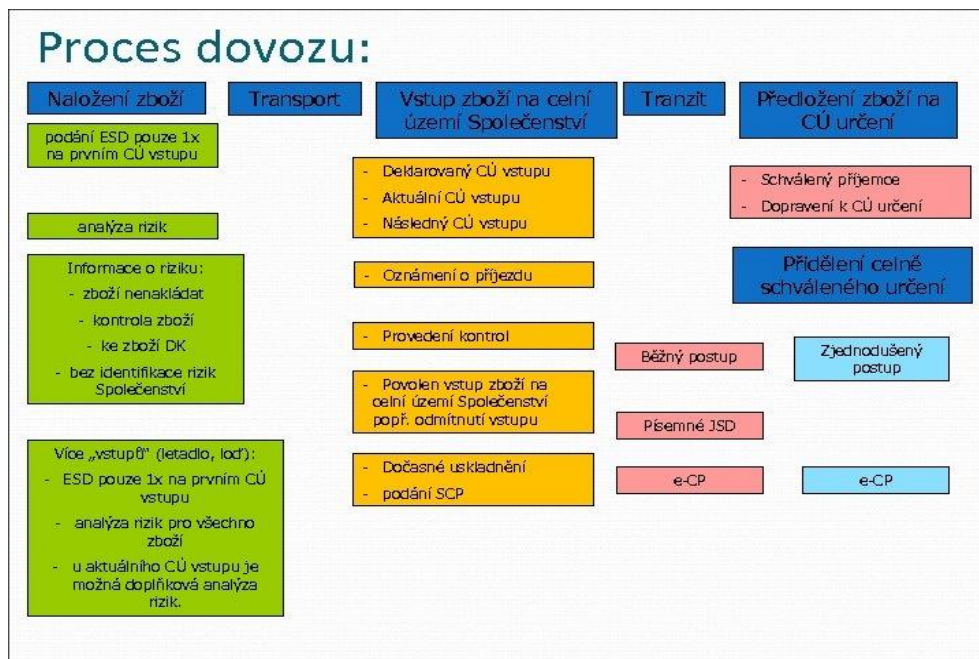 Proces dovozu:
Naložení zboží
Transport
Vstup zboží na celní
území Společenství
Tranzit
Předložení zboží na
CÚ určení
podání ESD pouze 1x
na prvním CÚ vstupu
analýza rizik
Informace o riziku:
- zboží nenakládat
- kontrola zboží
- ke zboží DK
- bez identifikace rizik
Společenství
Více „vstupů“ (letadlo, loď):
- ESD pouze 1x na prvním CÚ
vstupu
- analýza rizik pro všechno
zboží
- u aktuálního CÚ vstupu je
možná doplňková analýza
rizik.
- Deklarovaný CÚ vstupu
- Aktuální CÚ vstupu
- Následný CÚ vstupu
- Oznámení o příjezdu
- Provedení kontrol
- Povolen vstup zboží na
celní území Společenství
popř. odmítnutí vstupu
- Dočasné uskladnění
- podání SCP
- Schválený příjemce
- Dopravení k CÚ určení
Přidělení celně
schváleného určení
Běžný postup
Zjednodušený
postup
Písemné JSD
e-CP
e-CP